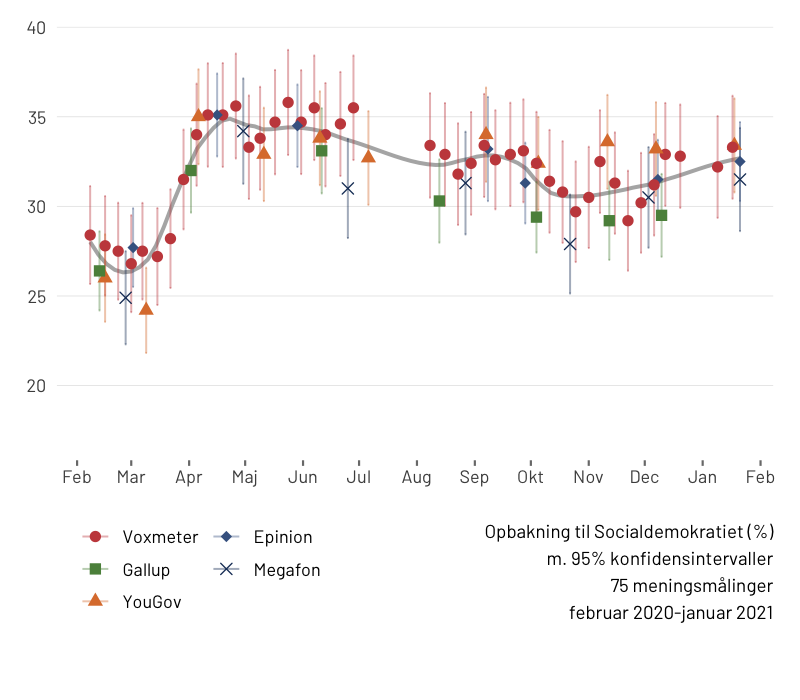 40
35
30
25
20
Feb Mar Apr Maj Jun Jul Aug Sep Okt Nov Dec Jan Feb
Voxmeter Epinion
Gallup Megafon
YouGov
Opbakning til Socialdemokratiet (%)
m. 95% konfidensintervaller
75 meningsmålinger
februar 2020-januar 2021